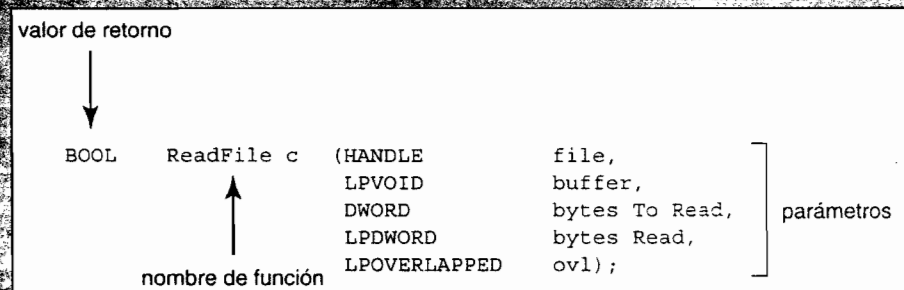 valor de retorno
BOOL ReadFile c (HANDLE file,
LPVOID buffer,
DWORD bytes To Read,
LPDWORD bytes Read,
LPOVERLAPPED ovl);
parámetros
nombre de función